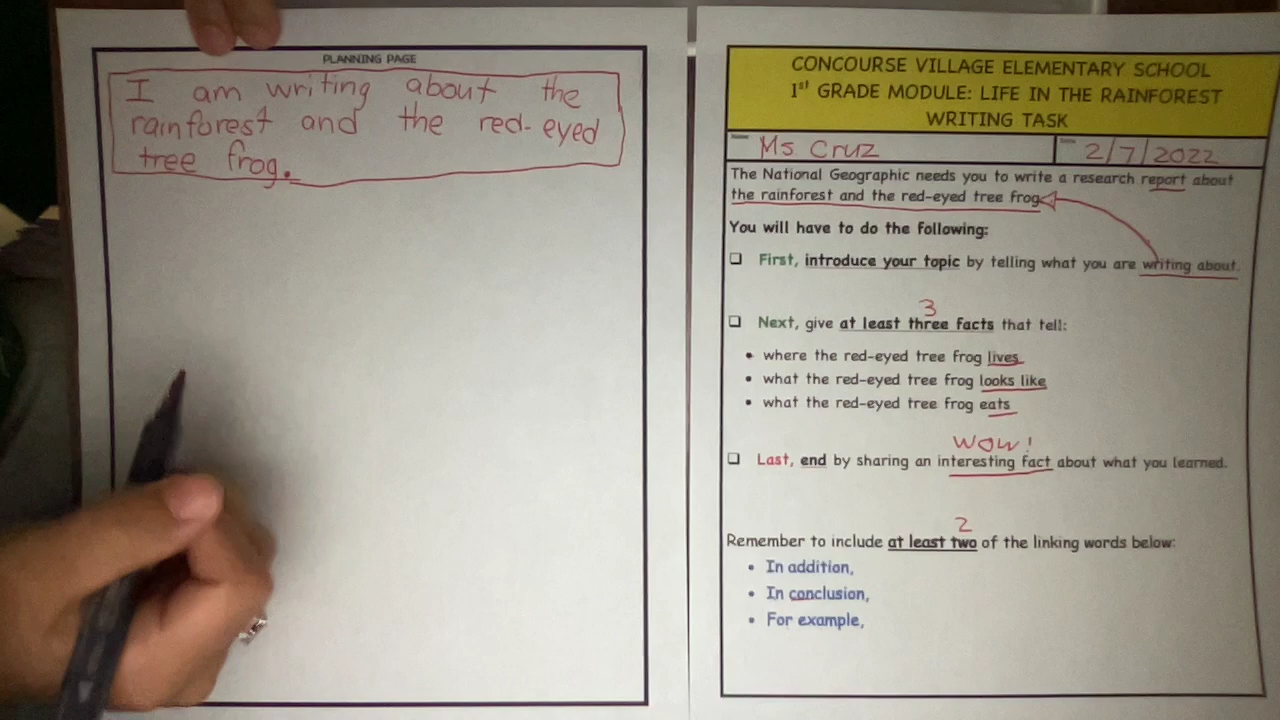 PLANNING PAGE
I am writing about the
rainforest and the red-eyed
tree frog.
CONCOURSE VILLAGE ELEMENTARY SCHOOL
1st GRADE MODULE: LIFE IN THE RAINFOREST
WRITING TASK
Ms Cruz
2/7/2022
The National Geographic needs you to write a research report about
the rainforest and the red-eyed tree frog
You will have to do the following:
First, introduce your topic by telling what you are writing about.
3
Next, give at least three facts that tell:
• where the red-eyed tree frog lives
• what the red-eyed tree frog looks like
• what the red-eyed tree frog eats
WOW!
Last, end by sharing an interesting fact about what you learned.
2
Remember to include at least two of the linking words below:
• In addition,
• In conclusion,
• For example,